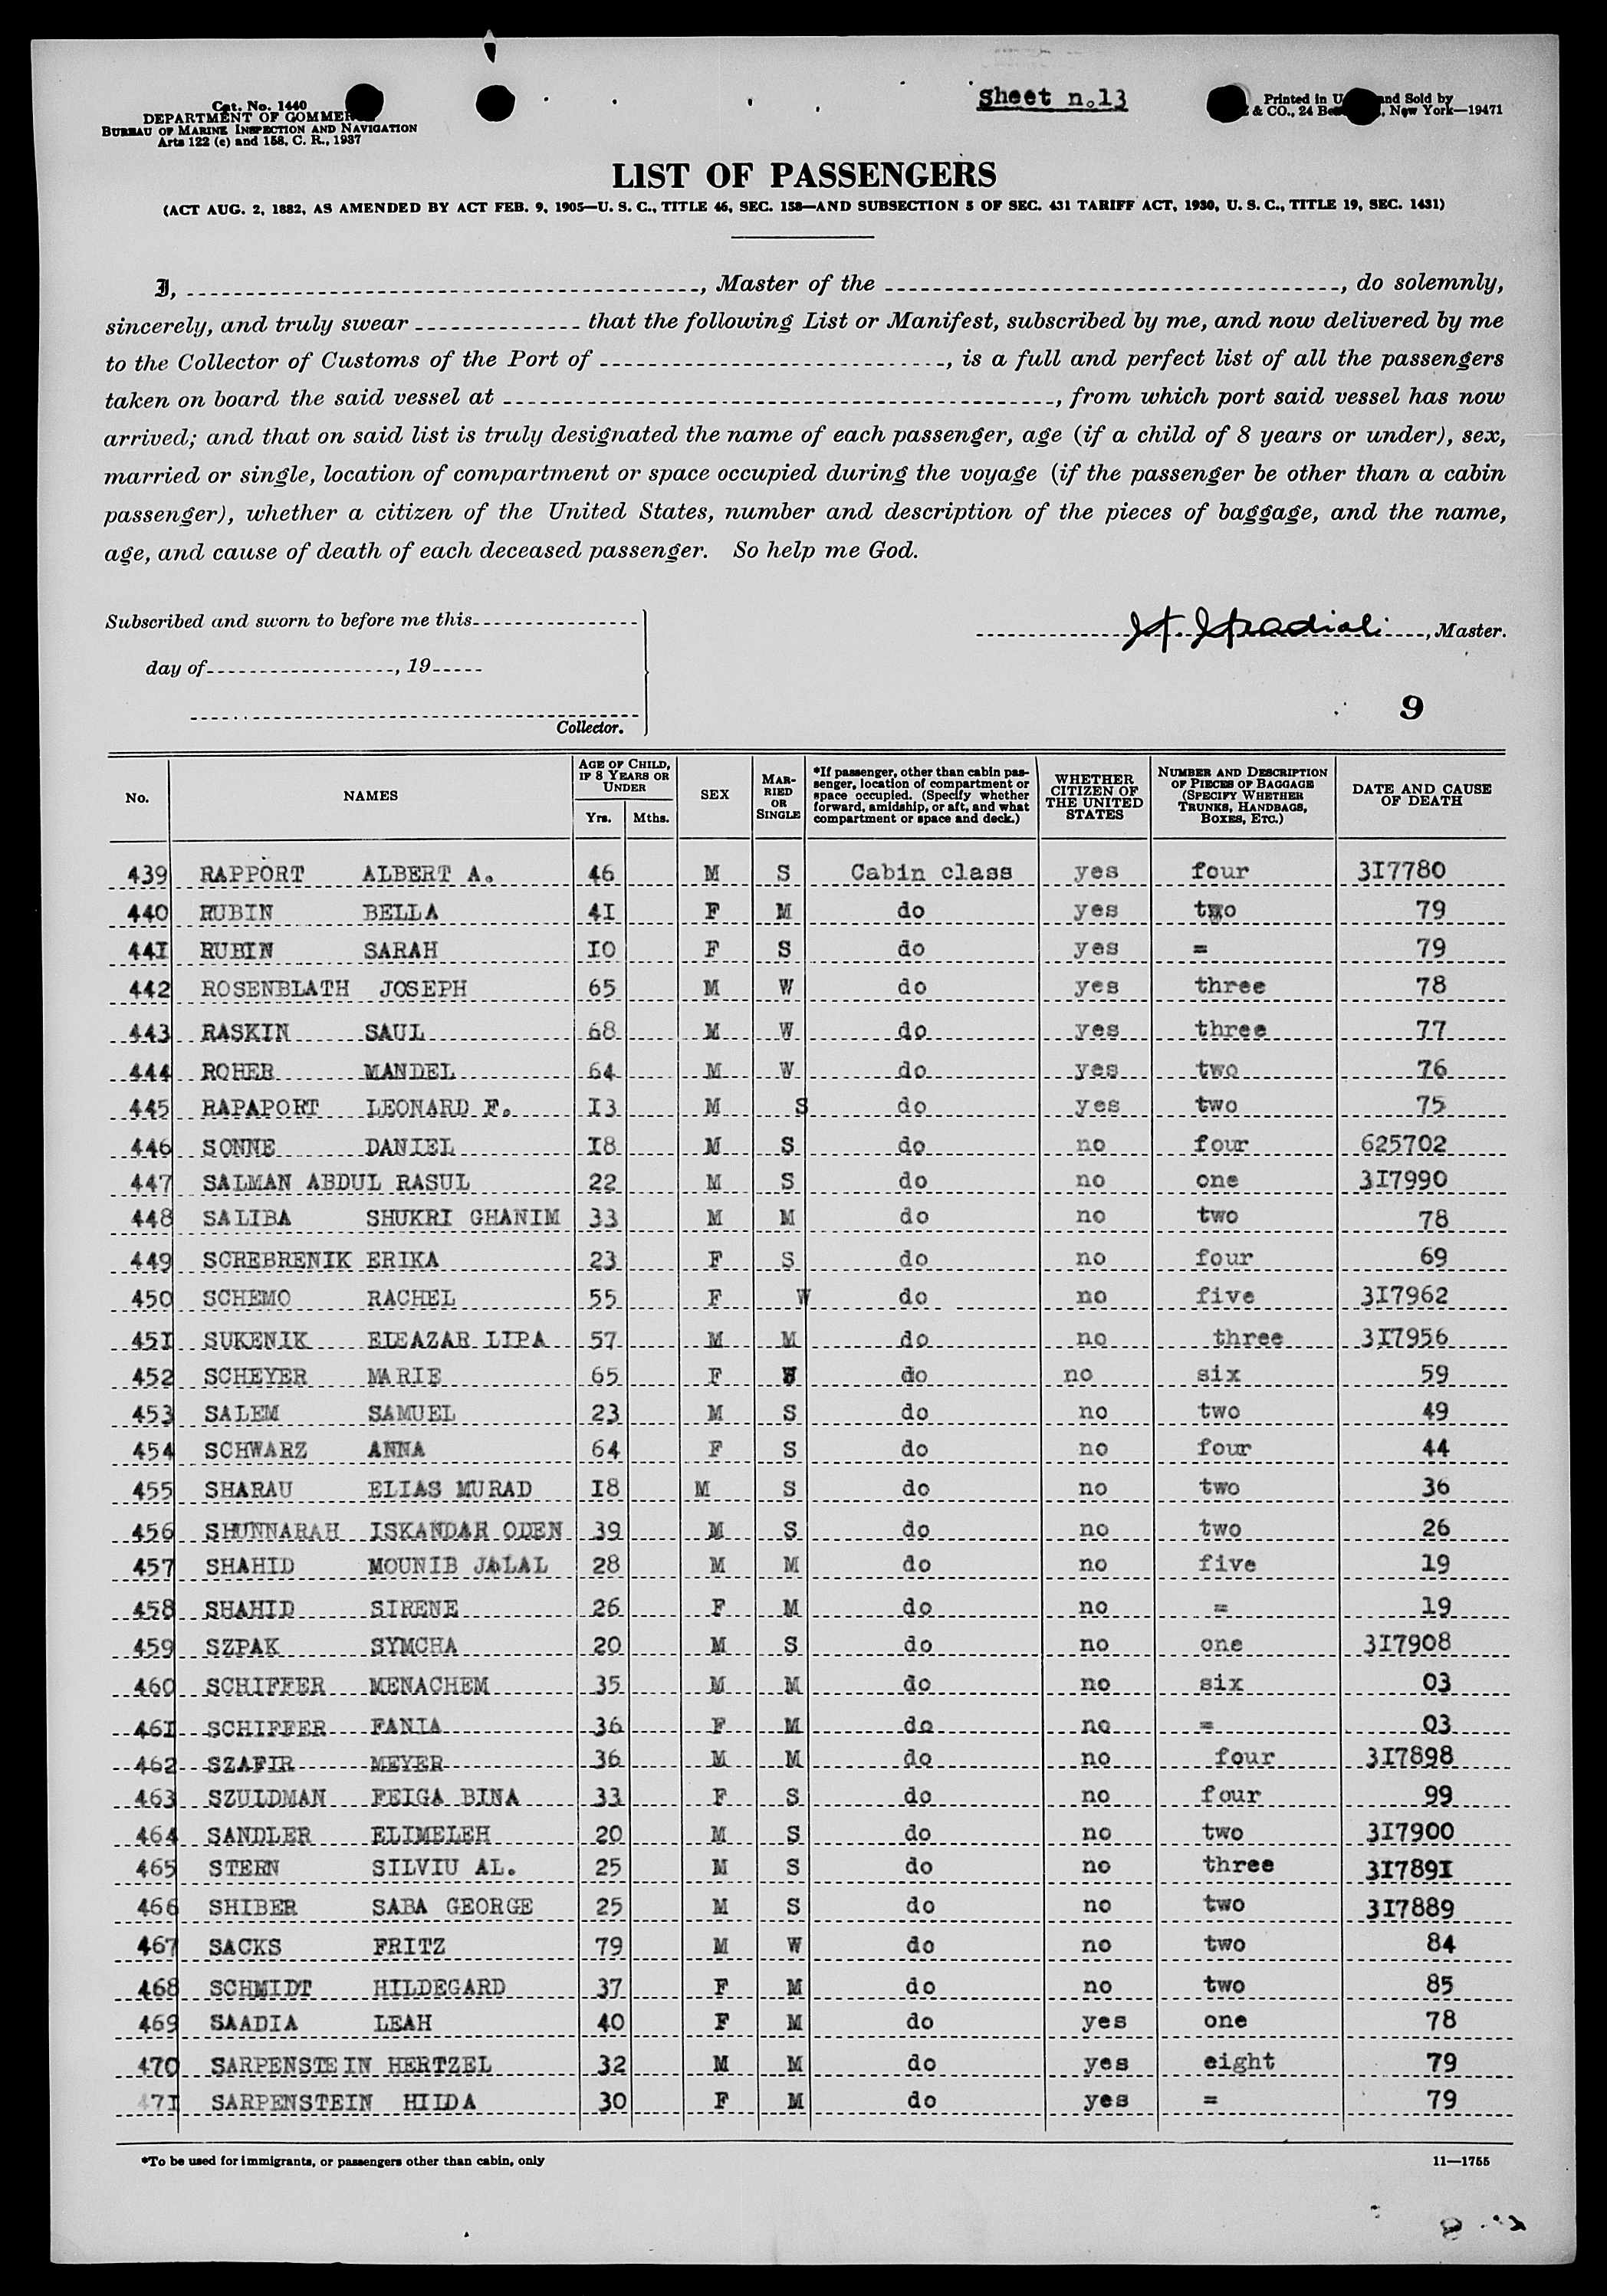 Sheet n.13
Cat. No. 1440
DEPARTMENT OF COMMERCE
BUREAU OF MARINE INSPECTION AND NAVIGATION
Arts 122 (e) and 158, C. R., 1937
Printed in U. and Sold by
& CO., 24 New York—19471
LIST OF PASSENGERS
(ACT AUG. 2, 1882, AS AMENDED BY ACT FEB. 9, 1905—U. S. C., TITLE 46, SEC. 158—AND SUBSECTION 5 OF SEC. 431 TARIFF ACT, 1930, U. S. C., TITLE 19, SEC. 1431)
I, , Master of the , do solemnly,
sincerely, and truly swear that the following List or Manifest, subscribed by me, and now delivered by me
to the Collector of Customs of the Port of , is a full and perfect list of all the passengers
taken on board the said vessel at , from which port said vessel has now
arrived; and that on said list is truly designated the name of each passenger, age (if a child of 8 years or under), sex,
married or single, location of compartment or space occupied during the voyage (if the passenger be other than a cabin
passenger), whether a citizen of the United States, number and description of the pieces of baggage, and the name,
age, and cause of death of each deceased passenger. So help me God.
Subscribed and sworn to before me this
day of , 19
Collector.
, Master.
9
No. NAMES AGE OF CHILD, IF 8 YEARS OR UNDER Yrs. Mths. SEX MARRIED OR SINGLE *If passenger, other than cabin passenger, location of compartment or space occupied. (Specify whether forward, amidship, or aft, and what compartment or space and deck.) WHETHER CITIZEN OF THE UNITED STATES NUMBER AND DESCRIPTION OF PIECES OF BAGGAGE (SPECIFY WHETHER TRUNKS, HANDBAGS, BOXES, ETC.) DATE AND CAUSE OF DEATH
439 RAPPORT ALBERT A. 46 M S Cabin class yes four 3I7780
440 RUBIN BELLA 4I F M do yes two 79
44I RUBIN SARAH I0 F S do yes = 79
442 ROSENBLATH JOSEPH 65 M W do yes three 78
443 RASKIN SAUL 68 M W do yes three 77
444 ROHER MANDEL 64 M W do yes two 76
445 RAPAPORT LEONARD F. I3 M S do yes two 75
446 SONNE DANIEL I8 M S do no four 625702
447 SALMAN ABDUL RASUL 22 M S do no one 3I7990
448 SALIBA SHUKRI GHANIM 33 M M do no two 78
449 SCREBRENIK ERIKA 23 F S do no four 69
450 SCHEMO RACHEL 55 F W do no five 3I7962
45I SUKENIK ELEAZAR LIPA 57 M M do no three 3I7956
452 SCHEYER MARIE 65 F W do no six 59
453 SALEM SAMUEL 23 M S do no two 49
454 SCHWARZ ANNA 64 F S do no four 44
455 SHARAU ELIAS MURAD I8 M S do no two 36
456 SHUNNARAH ISKANDAR ODEN 39 M S do no two 26
457 SHAHID MOUNIB JALAL 28 M M do no five 19
458 SHAHID SIRENE 26 F M do no = 19
459 SZPAK SYMCHA 20 M S do no one 3I7908
460 SCHIFFER MENACHEM 35 M M do no six 03
46I SCHIFFER FANIA 36 F M do no = 03
462 SZAFIR MEYER 36 M M do no four 3I7898
463 SZULDMAN FEIGA BINA 33 F S do no four 99
464 SANDLER ELIMELEH 20 M S do no two 3I7900
465 STERN SILVIU AL. 25 M S do no three 3I789I
466 SHIBER SABA GEORGE 25 M S do no two 3I7889
467 SACKS FRITZ 79 M W do no two 84
468 SCHMIDT HILDEGARD 37 F M do no two 85
469 SAADIA LEAH 40 F M do yes one 78
470 SARPENSTEIN HERTZEL 32 M M do yes eight 79
47I SARPENSTEIN HILDA 30 F M do yes = 79
*To be used for immigrants, or passengers other than cabin, only
11—1755